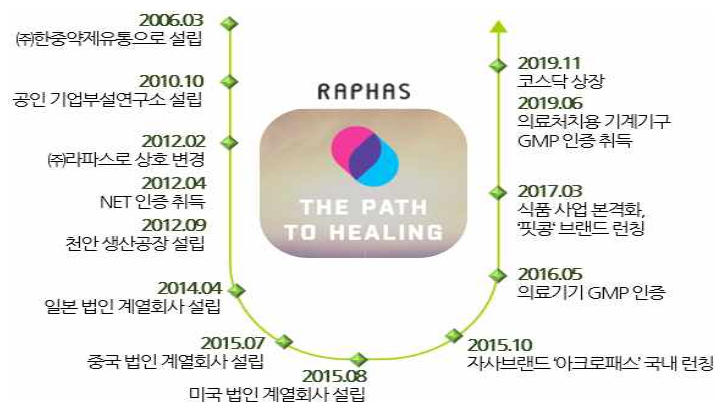 2006.03
㈜한중약제유통으로 설립
2010.10
공인 기업부설연구소 설립
2012.02
㈜라파스로 상호 변경
2012.04
NET 인증 취득
2012.09
천안 생산공장 설립
2014.04
일본 법인 계열회사 설립
2015.07
중국 법인 계열회사 설립
2015.08
미국 법인 계열회사 설립
2015.10
자사브랜드 ‘아크로패스’ 국내 런칭
2016.05
의료기기 GMP 인증
2017.03
식품 사업 본격화,
‘핏콩‘ 브랜드 런칭
2019.06
의료처치용 기계기구
GMP 인증 취득
2019.11
코스닥 상장
RAPHAS
THE PATH
TO HEALING